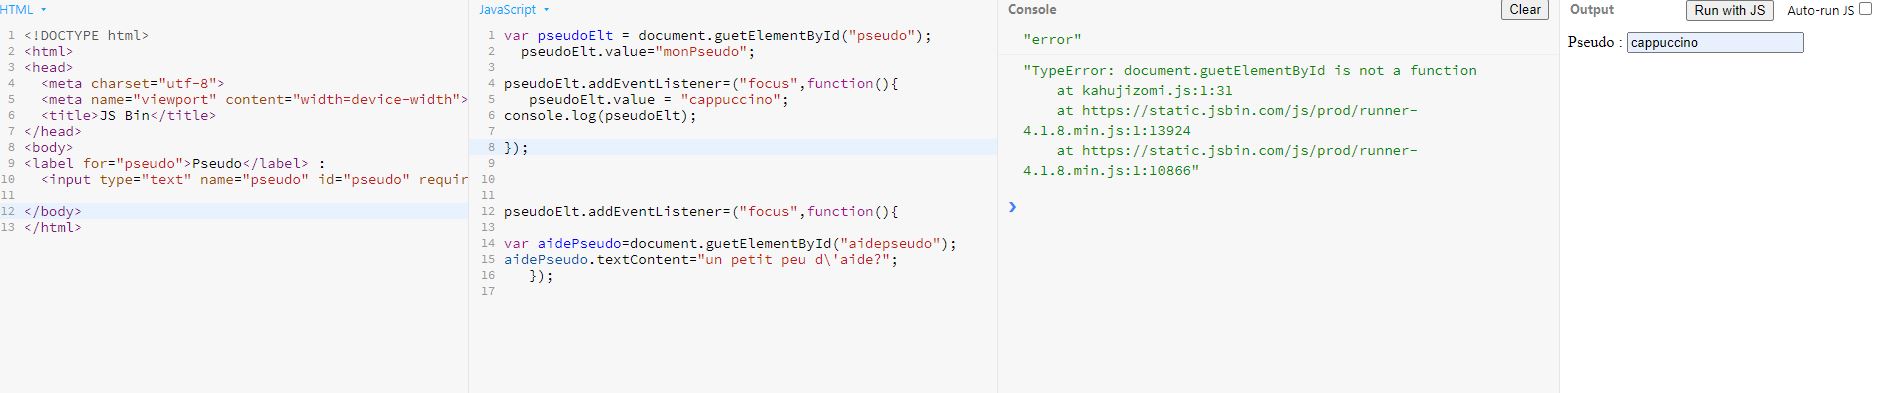 HTML
1 <!DOCTYPE html>
2 <html>
3 <head>
4 <meta charset="utf-8">
5 <meta name="viewport" content="width=device-width">
6 <title>JS Bin</title>
7 </head>
8 <body>
9 <label for="pseudo">Pseudo</label> :
10 <input type="text" name="pseudo" id="pseudo" requir
11
12 </body>
13 </html>
JavaScript
1 var pseudoElt = document.guetElementById("pseudo");
2 pseudoElt.value="monPseudo";
3
4 pseudoElt.addEventListener=("focus",function(){
5 pseudoElt.value = "cappuccino";
6 console.log(pseudoElt);
7
8 });
9
10
11
12 pseudoElt.addEventListener=("focus",function(){
13
14 var aidePseudo=document.guetElementById("aidepseudo");
15 aidePseudo.textContent="un petit peu d\'aide?";
16 });
17
Console
Clear
"error"
"TypeError: document.guetElementById is not a function
at kahujizomi.js:1:31
at https://static.jsbin.com/js/prod/runner-
4.1.8.min.js:1:13924
at https://static.jsbin.com/js/prod/runner-
4.1.8.min.js:1:10866"
Output
Run with JS
Auto-run JS
Pseudo : cappuccino